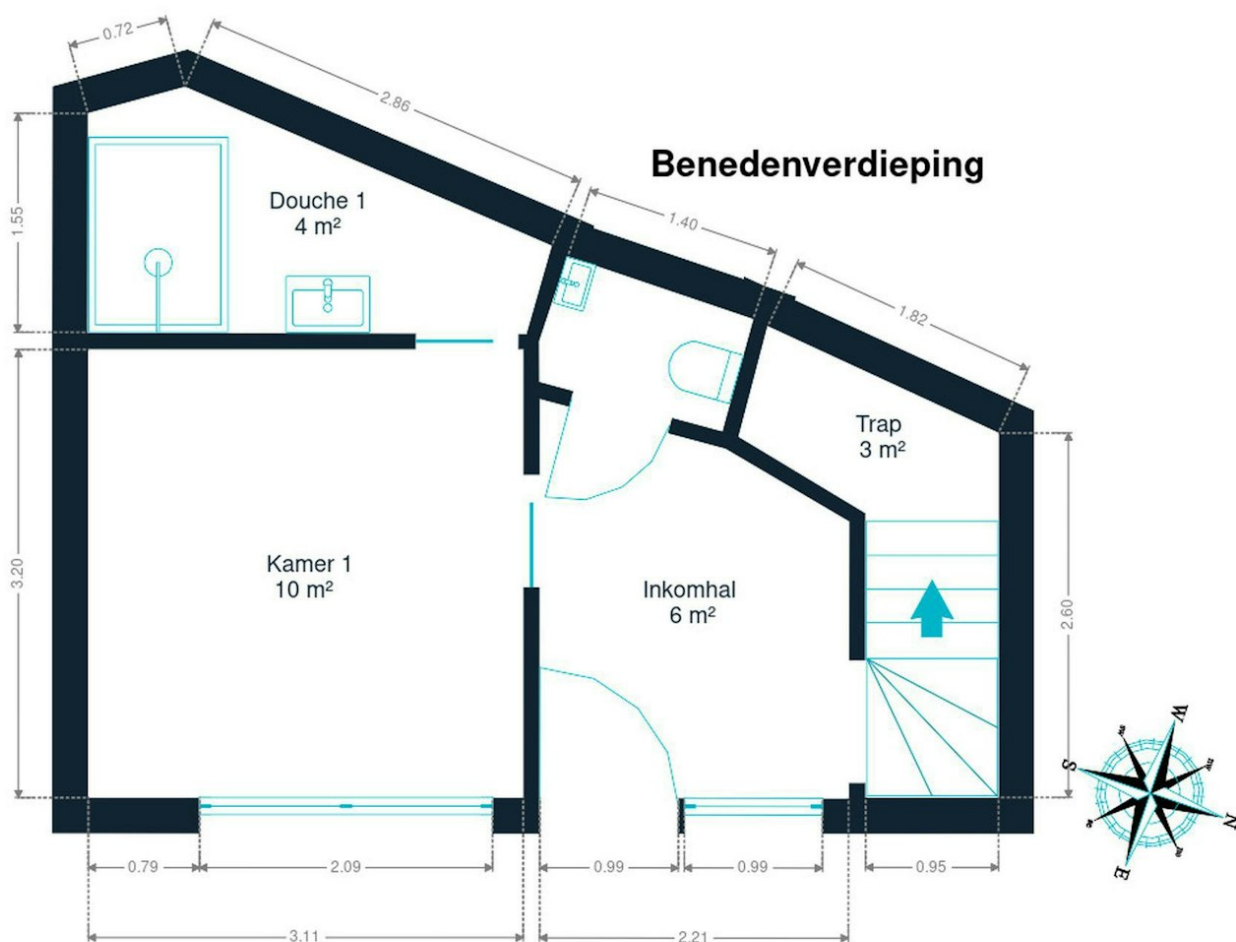 0.72
2.86
Benedenverdieping
1.40
1.55
Douche 1
4 m²
1.82
Trap
3 m²
3.20
Kamer 1
10 m²
Inkomhal
6 m²
2.60
W
S
N
E
0.79
2.09
0.99
0.99
0.95
3.11
2.21